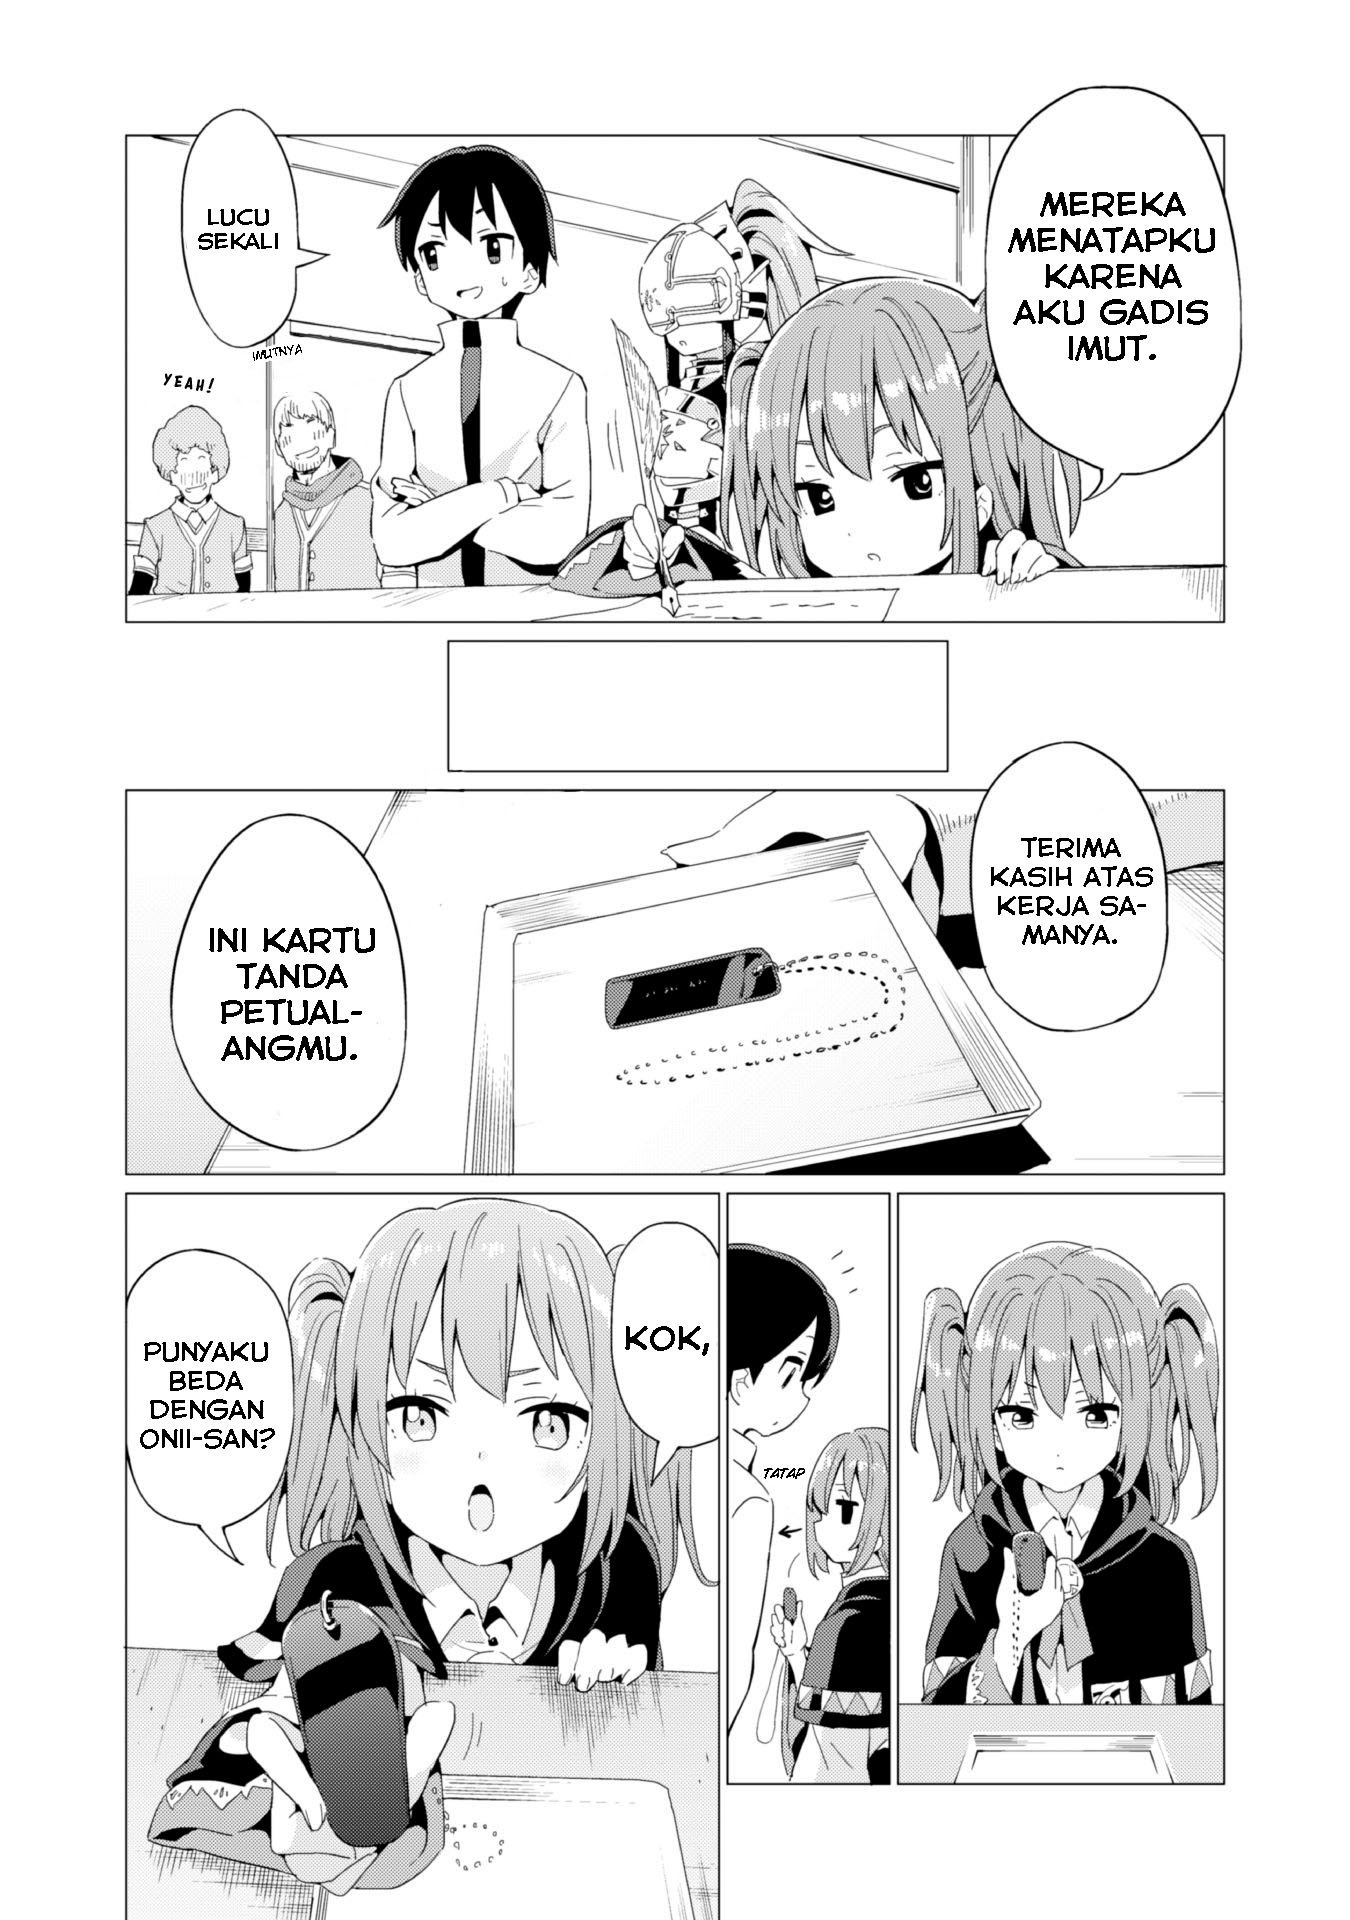 MEREKA
MENATAPKU
KARENA
AKU GADIS
IMUT.
LUCU
SEKALI
IMUTNYA
YEAH!
TERIMA
KASIH ATAS
KERJA SA-
MANYA.
INI KARTU
TANDA
PETUAL-
ANGMU.
TATAP
KOK,
PUNYAKU
BEDA
DENGAN
ONII-SAN?